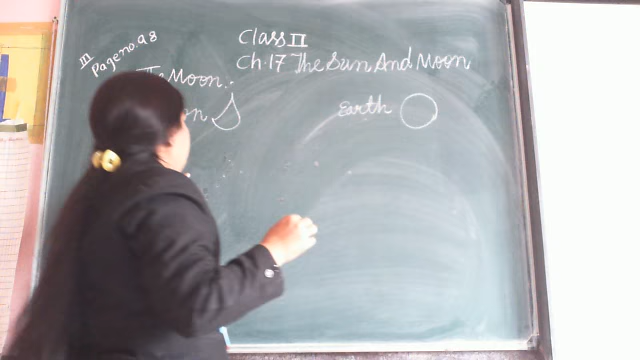 Class II
Ch. 17 The Sun And Moon
III
Page no. 98
The Moon.
Earth